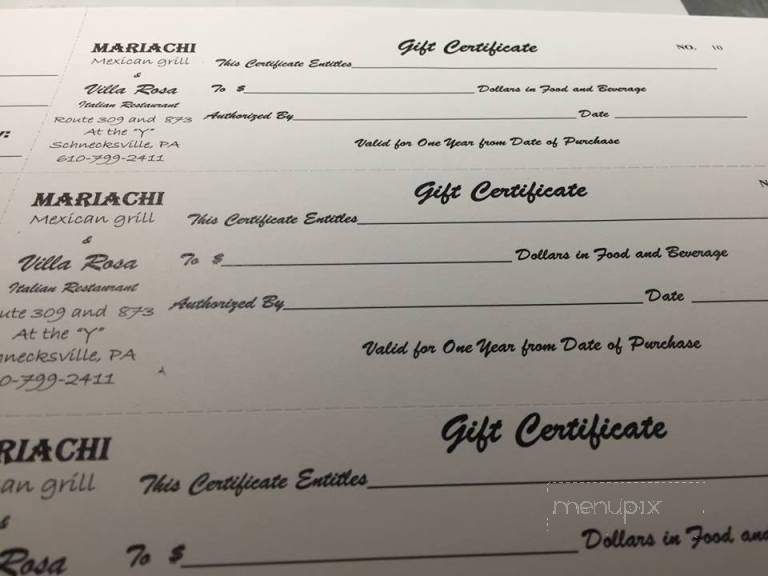 MARIACHI
Mexican grill
&
Villa Rosa
Italian Restaurant
Route 309 and 873
At the "Y"
Schnecksville, PA
610-799-2411
Gift Certificate
NO. 10
This Certificate Entitles
To $ Dollars in Food and Beverage
Authorized By Date
Valid for One Year from Date of Purchase
MARIACHI
Mexican grill
&
Villa Rosa
Italian Restaurant
ute 309 and 873
At the "Y"
hnecksville, PA
0-799-2411
Gift Certificate
N
This Certificate Entitles
To $ Dollars in Food and Beverage
Authorized By Date
Valid for One Year from Date of Purchase
RIACHI
an grill
&
Rosa
Gift Certificate
This Certificate Entitles
To $ Dollars in Food and
menupix